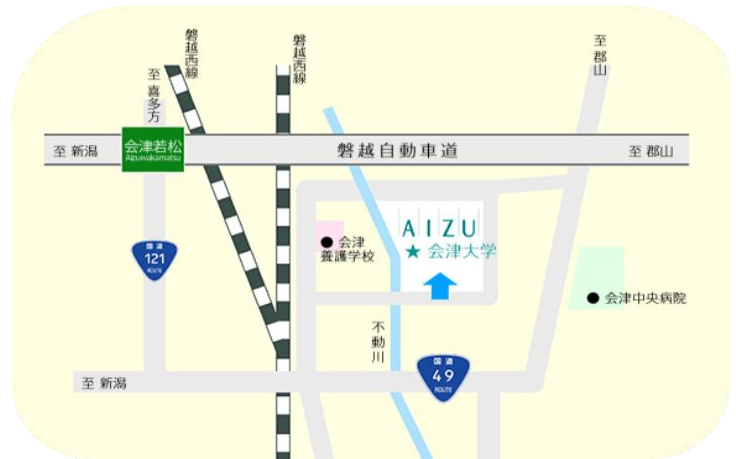 磐越西線
磐越西線
至 郡山
至 喜多方
至 新潟
会津若松
Aizuwakamatsu
磐越自動車道
至 郡山
AIZU
★ 会津大学
● 会津
養護学校
国道
121
ROUTE
● 会津中央病院
不動川
国道
49
ROUTE
至 新潟